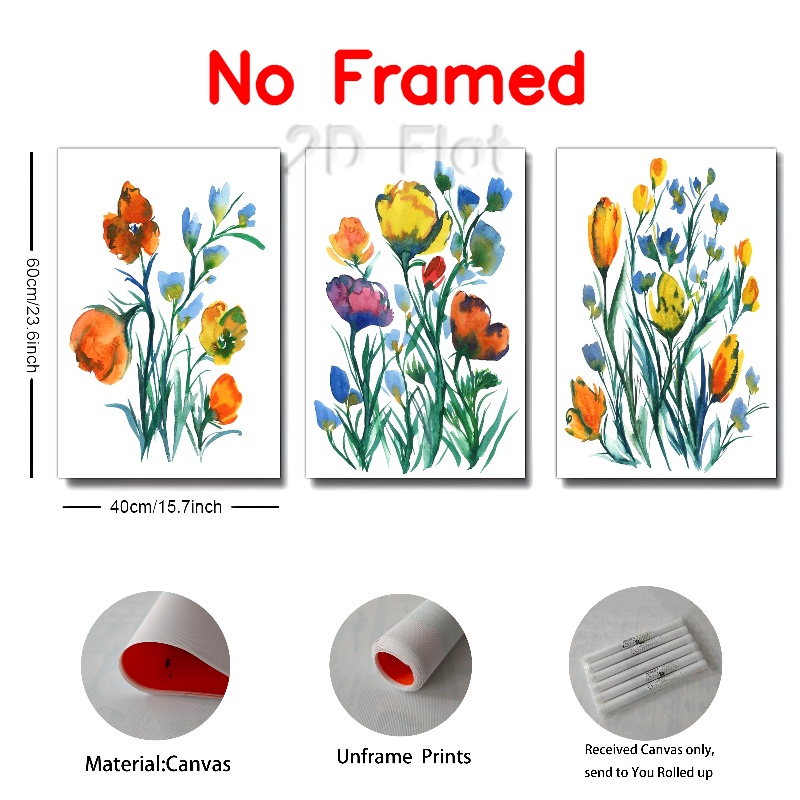 No Framed
2D Flat
60cm/23.6inch
40cm/15.7inch
Material:Canvas
Unframe Prints
Received Canvas only,
send to You Rolled up